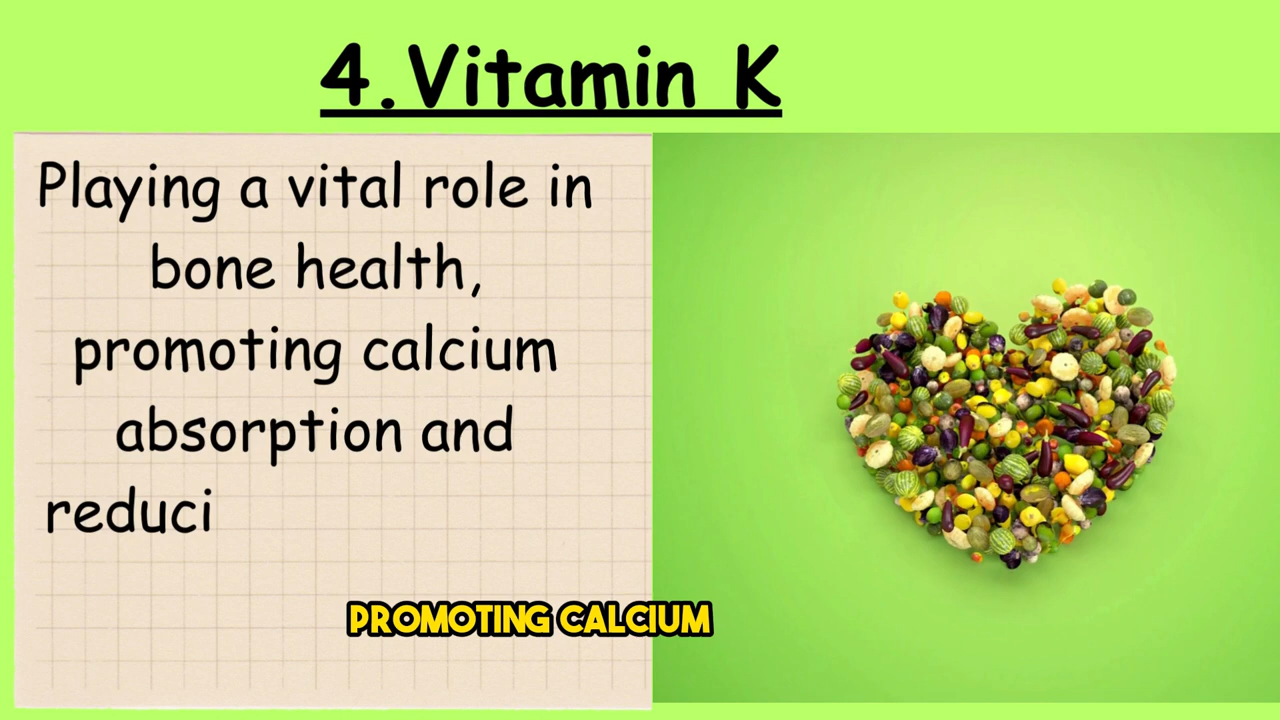 4.Vitamin K
Playing a vital role in
bone health,
promoting calcium
absorption and
reduci
PROMOTING CALCIUM